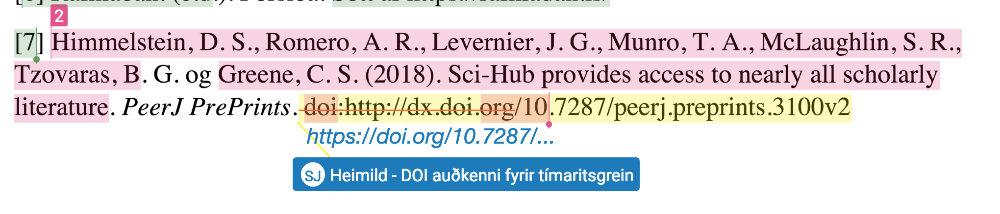 2
[7] Himmelstein, D. S., Romero, A. R., Levernier, J. G., Munro, T. A., McLaughlin, S. R.,
Tzovaras, B. G. og Greene, C. S. (2018). Sci-Hub provides access to nearly all scholarly
literature. PeerJ PrePrints. doi:http://dx.doi.org/10.7287/peerj.preprints.3100v2
https://doi.org/10.7287/...
SJ Heimild - DOI auðkenni fyrir tímaritsgrein